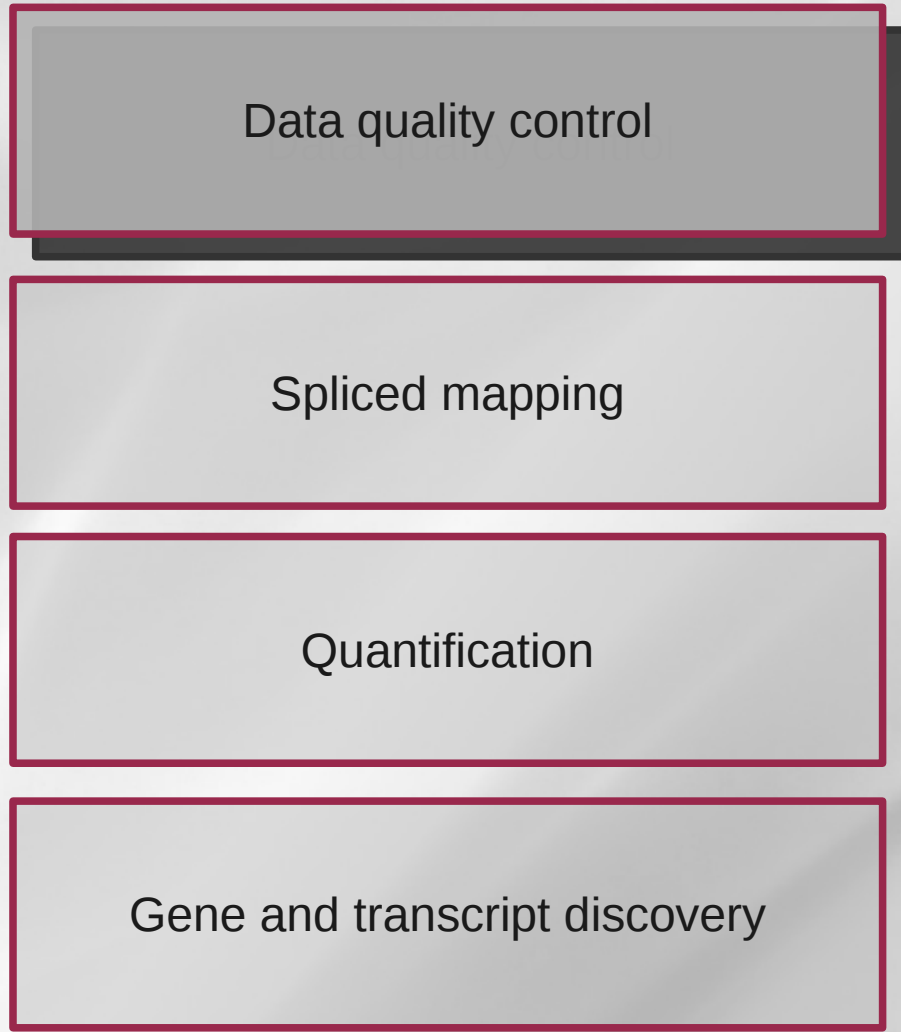 Data quality control
Spliced mapping
Quantification
Gene and transcript discovery